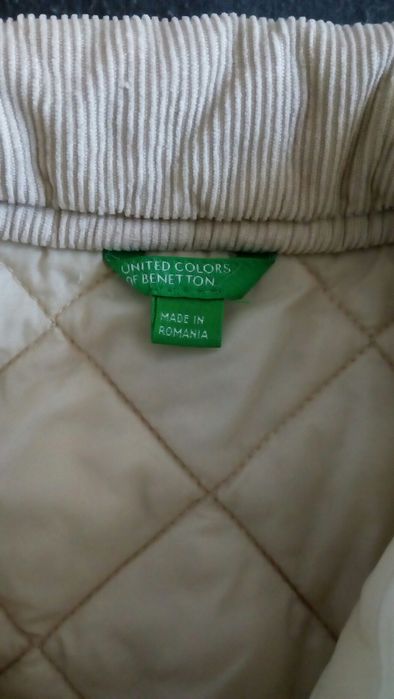 UNITED COLORS
OF BENETTON
MADE IN
ROMANIA